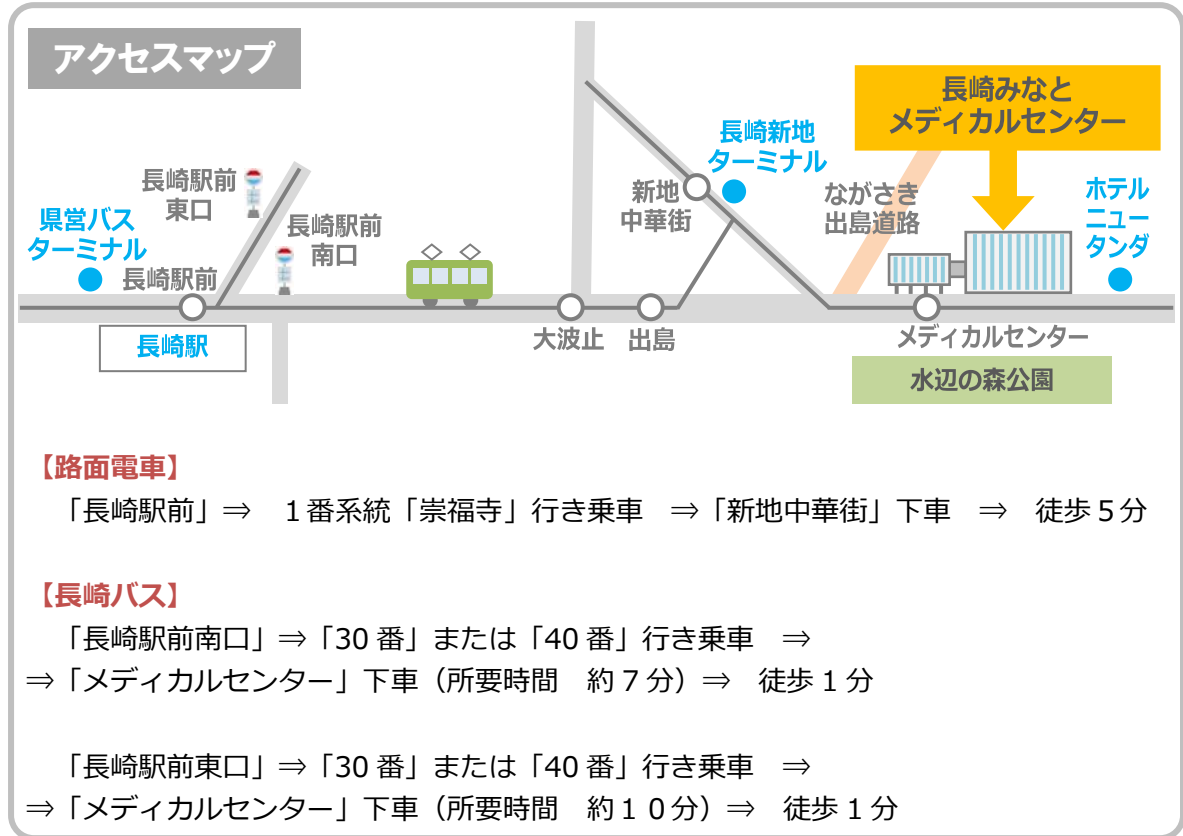 アクセスマップ
長崎みなと
メディカルセンター
長崎新地
ターミナル
長崎駅前
東口
新地
中華街
ながさき
出島道路
ホテル
ニュー
タンダ
県営バス
ターミナル
長崎駅前
南口
長崎駅前
長崎駅
大波止
出島
メディカルセンター
水辺の森公園
【路面電車】
「長崎駅前」⇒　１番系統「崇福寺」行き乗車　⇒「新地中華街」下車　⇒　徒歩５分
【長崎バス】
「長崎駅前南口」⇒「30 番」または「40 番」行き乗車　⇒
⇒「メディカルセンター」下車（所要時間　約７分）⇒　徒歩１分
「長崎駅前東口」⇒「30 番」または「40 番」行き乗車　⇒
⇒「メディカルセンター」下車（所要時間　約１０分）⇒　徒歩１分